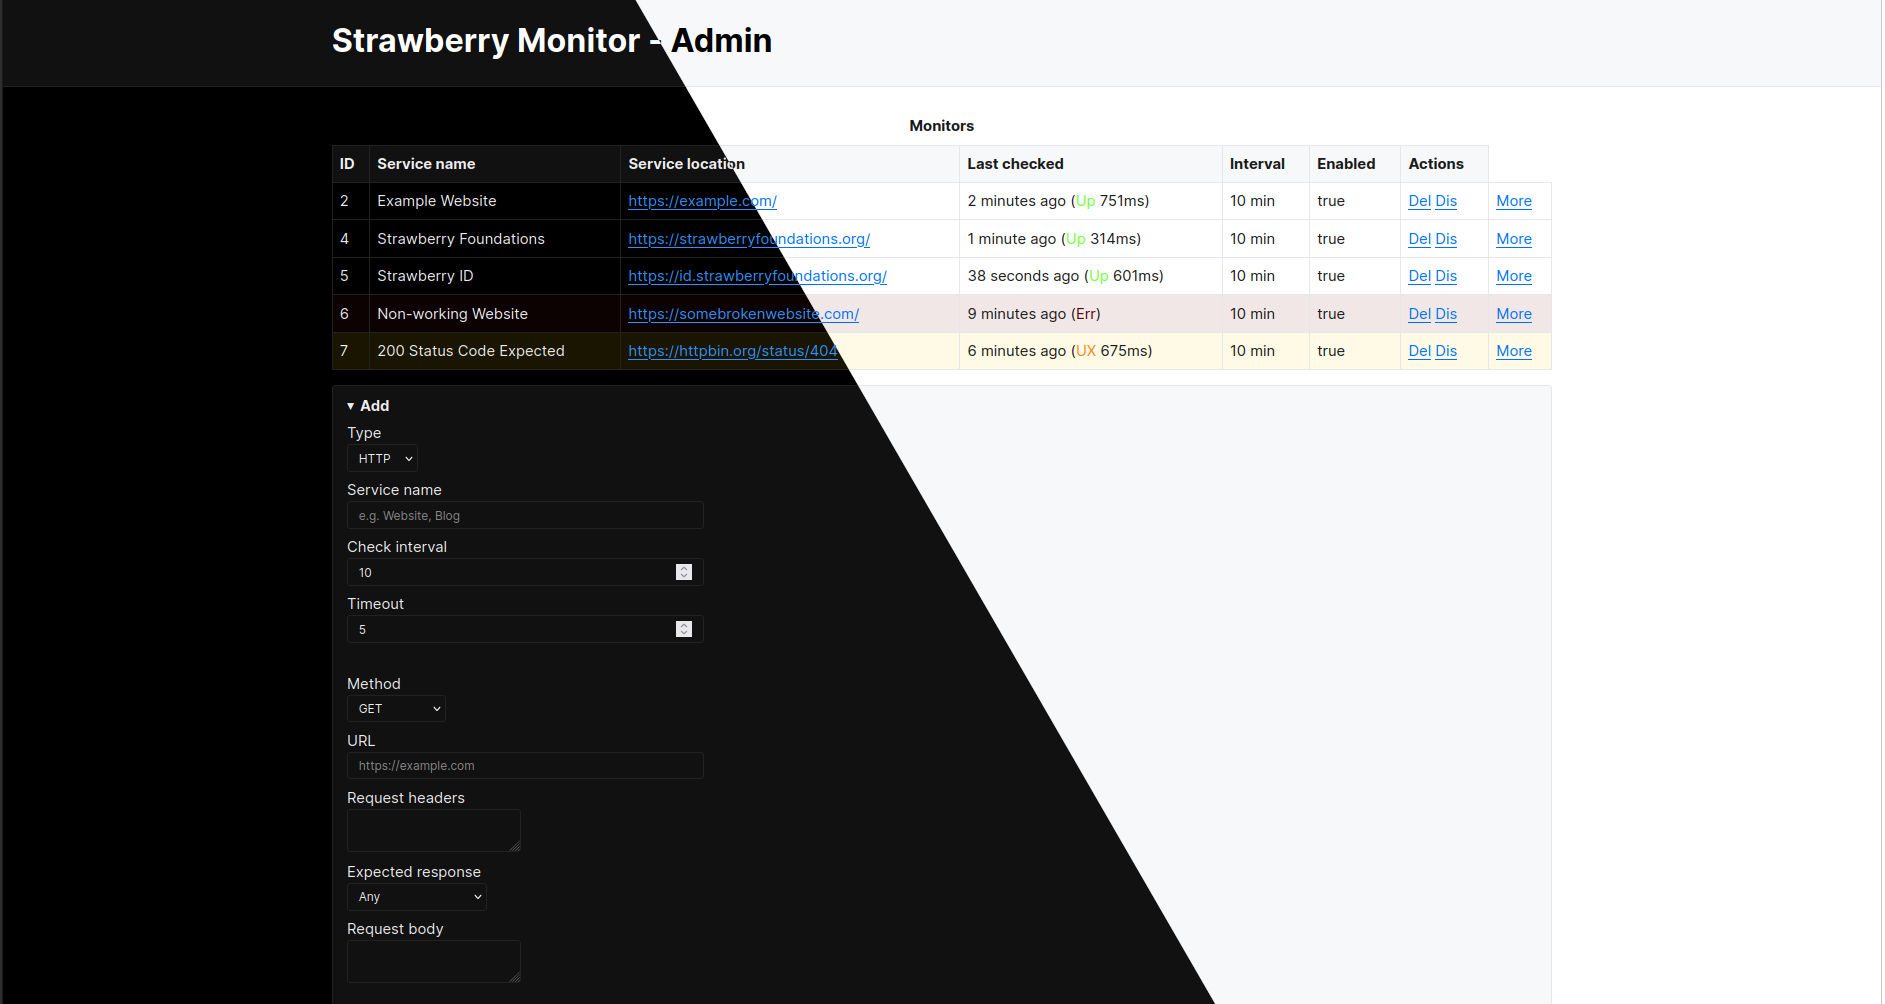 Strawberry Monitor - Admin
Monitors
ID Service name Service location Last checked Interval Enabled Actions
2 Example Website https://example.com/ 2 minutes ago (Up 751ms) 10 min true Del Dis More
4 Strawberry Foundations https://strawberryfoundations.org/ 1 minute ago (Up 314ms) 10 min true Del Dis More
5 Strawberry ID https://id.strawberryfoundations.org/ 38 seconds ago (Up 601ms) 10 min true Del Dis More
6 Non-working Website https://somebrokenwebsite.com/ 9 minutes ago (Err) 10 min true Del Dis More
7 200 Status Code Expected https://httpbin.org/status/404 6 minutes ago (UX 675ms) 10 min true Del Dis More
▾ Add
Type
HTTP
Service name
e.g. Website, Blog
Check interval
10
Timeout
5
Method
GET
URL
https://example.com
Request headers
Expected response
Any
Request body